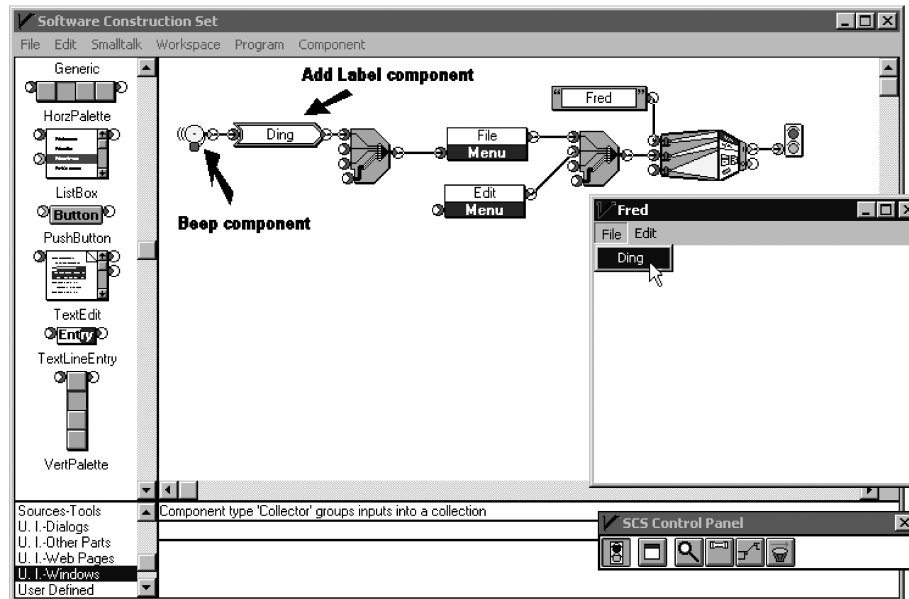 Software Construction Set
File Edit Smalltalk Workspace Program Component
Generic
HorzPalette
ListBox
Button
PushButton
TextEdit
Entry
TextLineEntry
VertPalette
Add Label component
Beep component
Ding
File
Menu
Edit
Menu
" Fred "
Fred
File Edit
Ding
Sources-Tools
U. I.-Dialogs
U. I.-Other Parts
U. I.-Web Pages
U. I.-Windows
User Defined
Component type 'Collector' groups inputs into a collection
SCS Control Panel